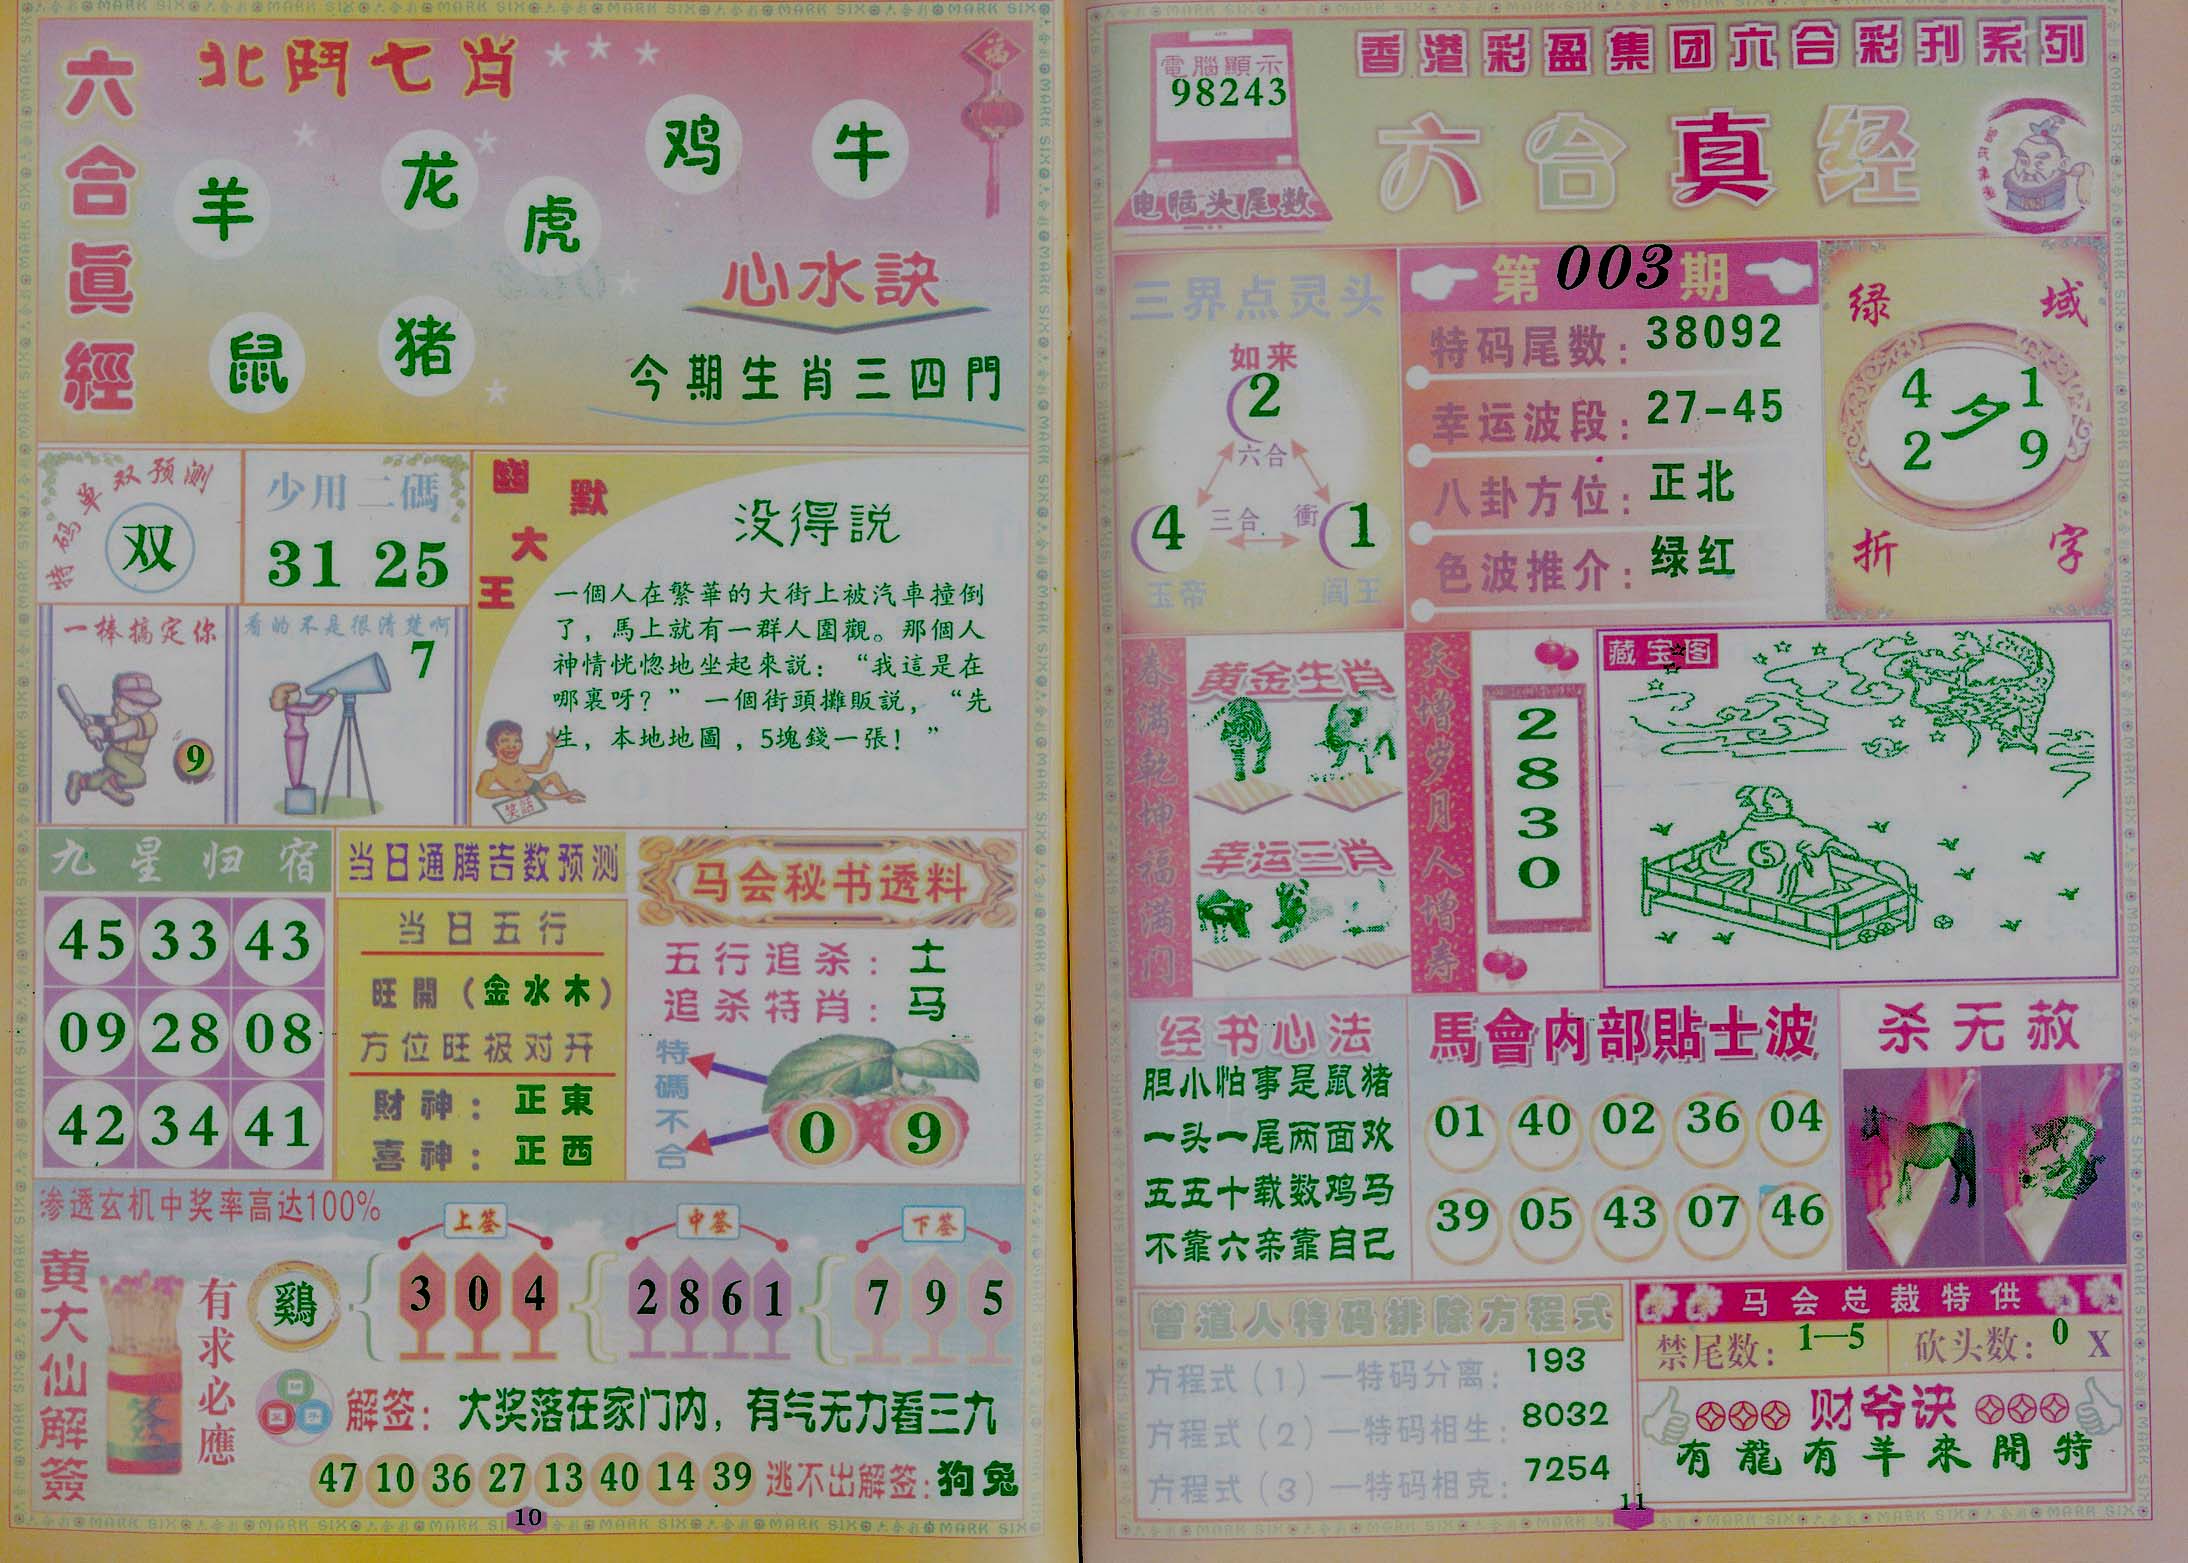 六合真經
北鬥七肖
福
羊
龙
虎
鸡
牛
鼠
猪
心水訣
今期生肖三四門
特码单双预测
双
少用二碼
31 25
幽默大王
没得説
一個人在繁華的大街上被汽車撞倒
了，馬上就有一群人圍觀。那個人
神情恍惚地坐起來説：“我這是在
哪裏呀？”一個街頭攤販説，“先
生，本地地圖，5塊錢一張！”
笑話
一棒搞定你
9
看的不是很清楚啊
7
九星归宿
45 33 43
09 28 08
42 34 41
当日通腾吉数预测
当日五行
旺開（金水木）
方位旺极对开
財神：正東
喜神：正西
马会秘书透料
五行追杀：土
追杀特肖：马
特碼不合
0 9
渗透玄机中奖率高达100%
黄大仙解簽
有求必應
鷄
上签
3 0 4
中签
2 8 6 1
下签
7 9 5
解签：大奖落在家门内，有气无力看三九
47 10 36 27 13 40 14 39 逃不出解签：狗兔
10
電腦顯示
98243
电脑头尾数
香港彩盈集团六合彩刊系列
六合真经
三界点灵头
如来
2
六合
三合 衝
4
1
玉帝
阎王
第003期
特码尾数：38092
幸运波段：27-45
八卦方位：正北
色波推介：绿红
绿域折字
4 夕 1
2 9
春满乾坤福满门
黄金生肖
幸运三肖
天增岁月人增寿
2830
藏宝图
经书心法
胆小怕事是鼠猪
一头一尾两面欢
五五十载数鸡马
不靠六亲靠自己
馬會内部貼士波
01 40 02 36 04
39 05 43 07 46
杀无赦
曾道人特码排除方程式
方程式（1）—特码分离：193
方程式（2）—特码相生：8032
方程式（3）—特码相克：7254
马会总裁特供
禁尾数：1—5 砍头数：0 X
财爷诀
有龍有羊來開特
11